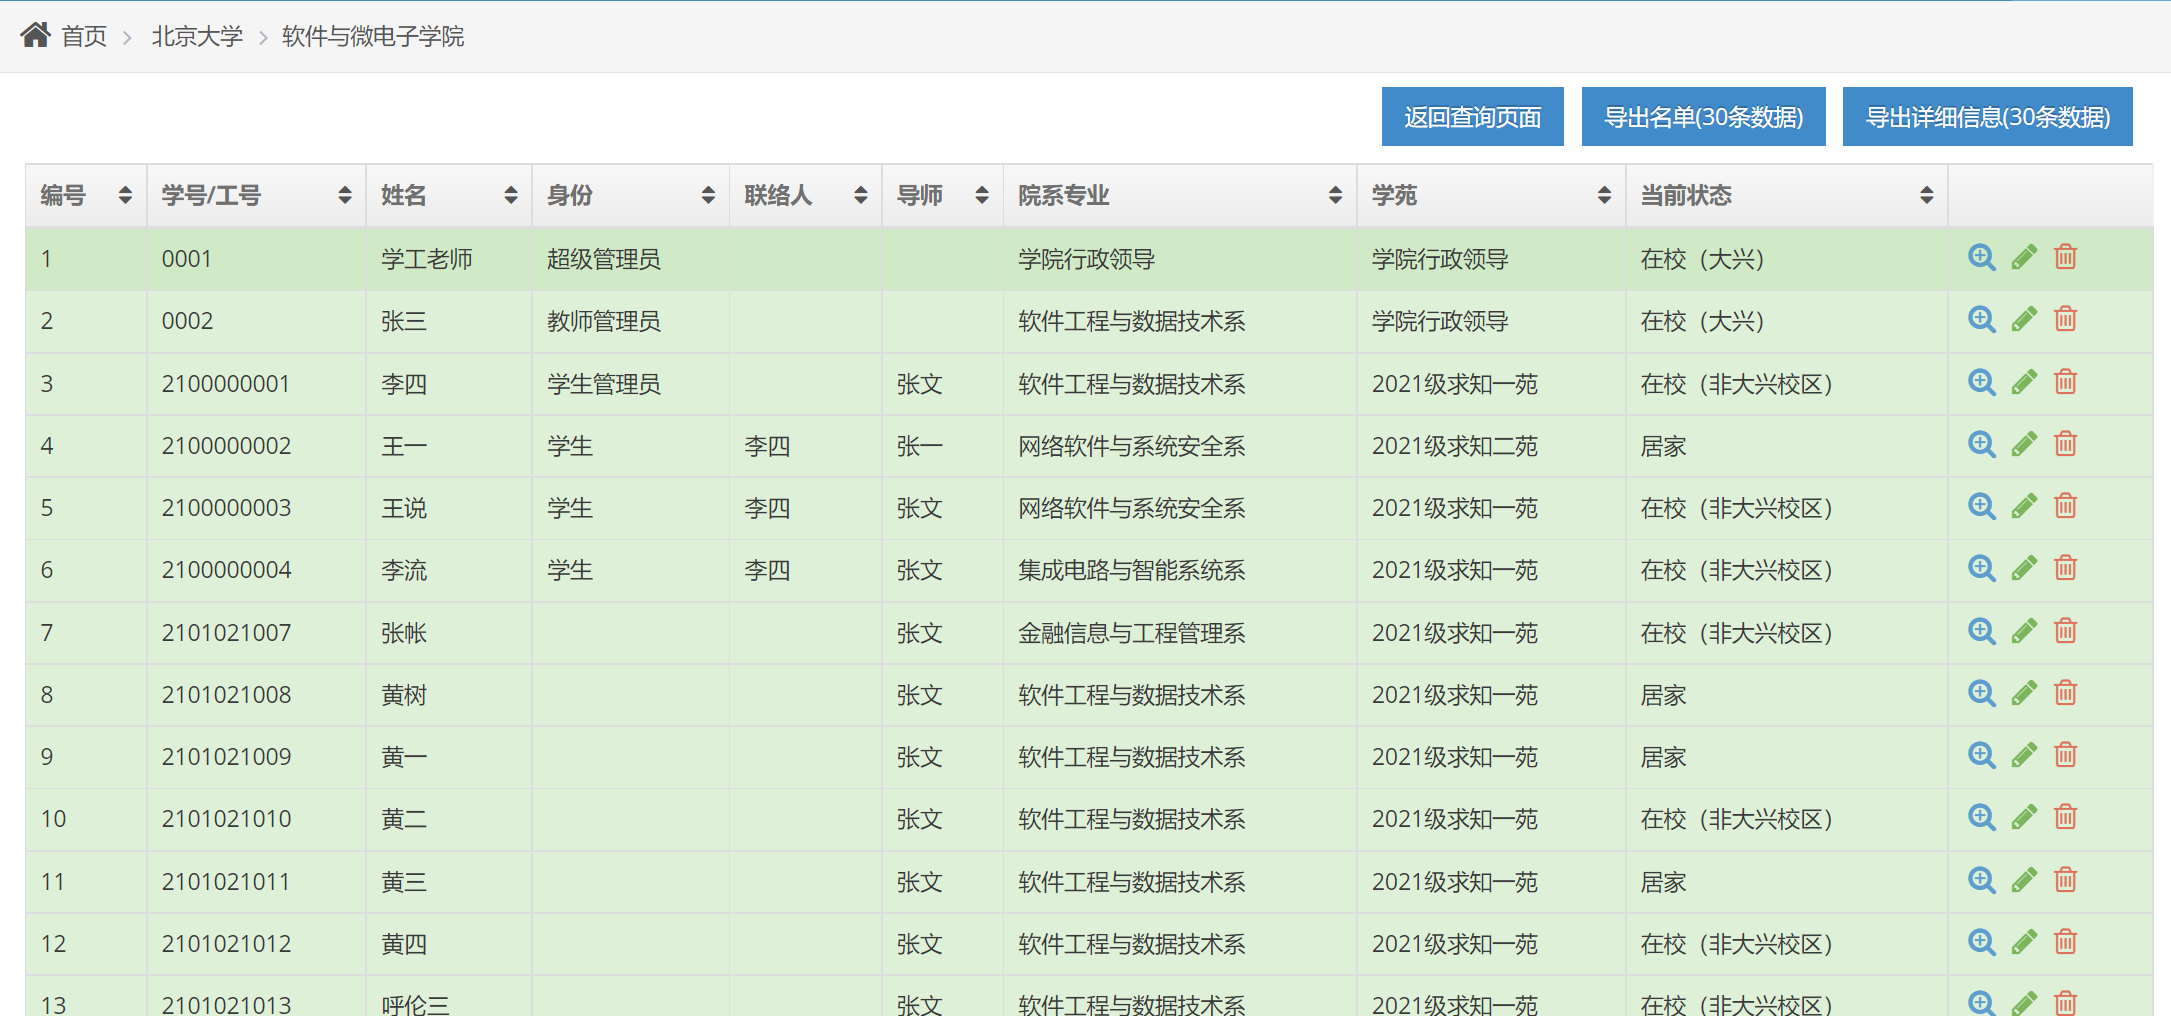 首页 北京大学 软件与微电子学院
返回查询页面 导出名单(30条数据) 导出详细信息(30条数据)
编号 学号/工号 姓名 身份 联络人 导师 院系专业 学苑 当前状态
1 0001 学工老师 超级管理员 学院行政领导 学院行政领导 在校（大兴）
2 0002 张三 教师管理员 软件工程与数据技术系 学院行政领导 在校（大兴）
3 2100000001 李四 学生管理员 张文 软件工程与数据技术系 2021级求知一苑 在校（非大兴校区）
4 2100000002 王一 学生 李四 张一 网络软件与系统安全系 2021级求知二苑 居家
5 2100000003 王说 学生 李四 张文 网络软件与系统安全系 2021级求知一苑 在校（非大兴校区）
6 2100000004 李流 学生 李四 张文 集成电路与智能系统系 2021级求知一苑 在校（非大兴校区）
7 2101021007 张帐 张文 金融信息与工程管理系 2021级求知一苑 在校（非大兴校区）
8 2101021008 黄树 张文 软件工程与数据技术系 2021级求知一苑 居家
9 2101021009 黄一 张文 软件工程与数据技术系 2021级求知一苑 居家
10 2101021010 黄二 张文 软件工程与数据技术系 2021级求知一苑 在校（非大兴校区）
11 2101021011 黄三 张文 软件工程与数据技术系 2021级求知一苑 居家
12 2101021012 黄四 张文 软件工程与数据技术系 2021级求知一苑 在校（非大兴校区）
13 2101021013 呼伦三 张文 软件工程与数据技术系 2021级求知一苑 在校（非大兴校区）